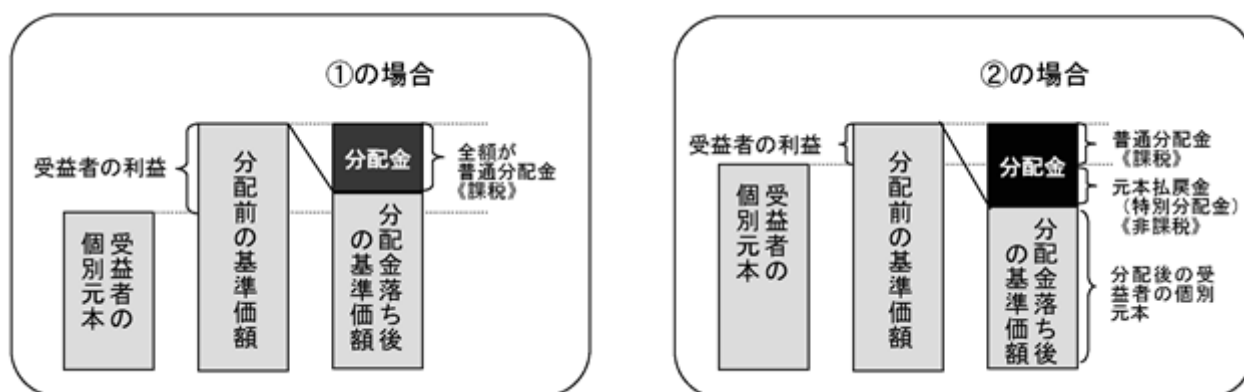 ①の場合
受益者の利益
受益者の
個別元本
分配前の基準価額
分配金
分配金落ち後
の基準価額
全額が
普通分配金
《課税》
②の場合
受益者の利益
受益者の
個別元本
分配前の基準価額
分配金
分配金落ち後
の基準価額
普通分配金
《課税》
元本払戻金
（特別分配金）
《非課税》
分配後の受
益者の個別
元本